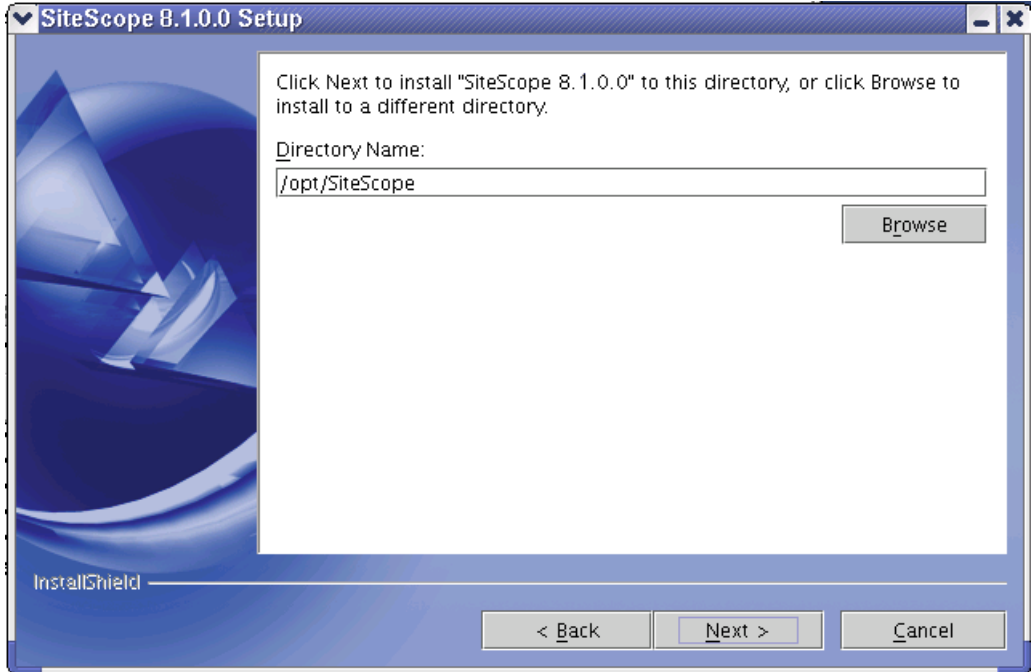 SiteScope 8.1.0.0 Setup
Click Next to install "SiteScope 8.1.0.0" to this directory, or click Browse to
install to a different directory.
Directory Name:
/opt/SiteScope
Browse
InstallShield
< Back
Next >
Cancel